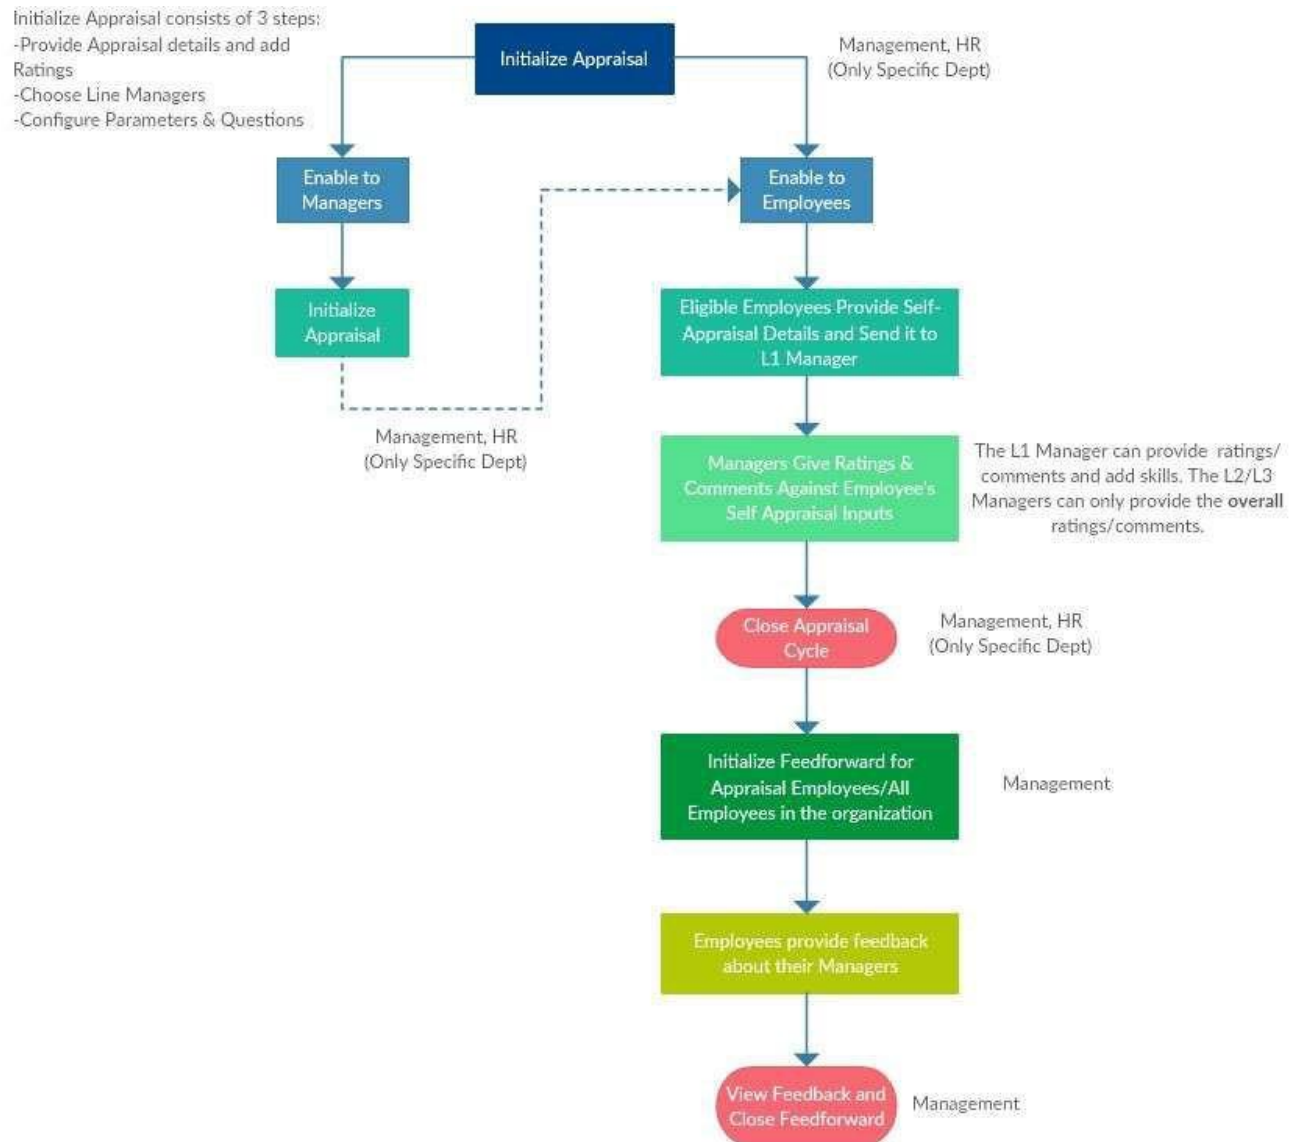 Initialize Appraisal consists of 3 steps:
-Provide Appraisal details and add
Ratings
-Choose Line Managers
-Configure Parameters & Questions
Initialize Appraisal
Management, HR
(Only Specific Dept)
Enable to
Managers
Enable to
Employees
Initialize
Appraisal
Eligible Employees Provide Self-
Appraisal Details and Send it to
L1 Manager
Management, HR
(Only Specific Dept)
Managers Give Ratings &
Comments Against Employee's
Self Appraisal Inputs
The L1 Manager can provide ratings/
comments and add skills. The L2/L3
Managers can only provide the overall
ratings/comments.
Close Appraisal
Cycle
Management, HR
(Only Specific Dept)
Initialize Feedforward for
Appraisal Employees/All
Employees in the organization
Management
Employees provide feedback
about their Managers
View Feedback and
Close Feedforward
Management